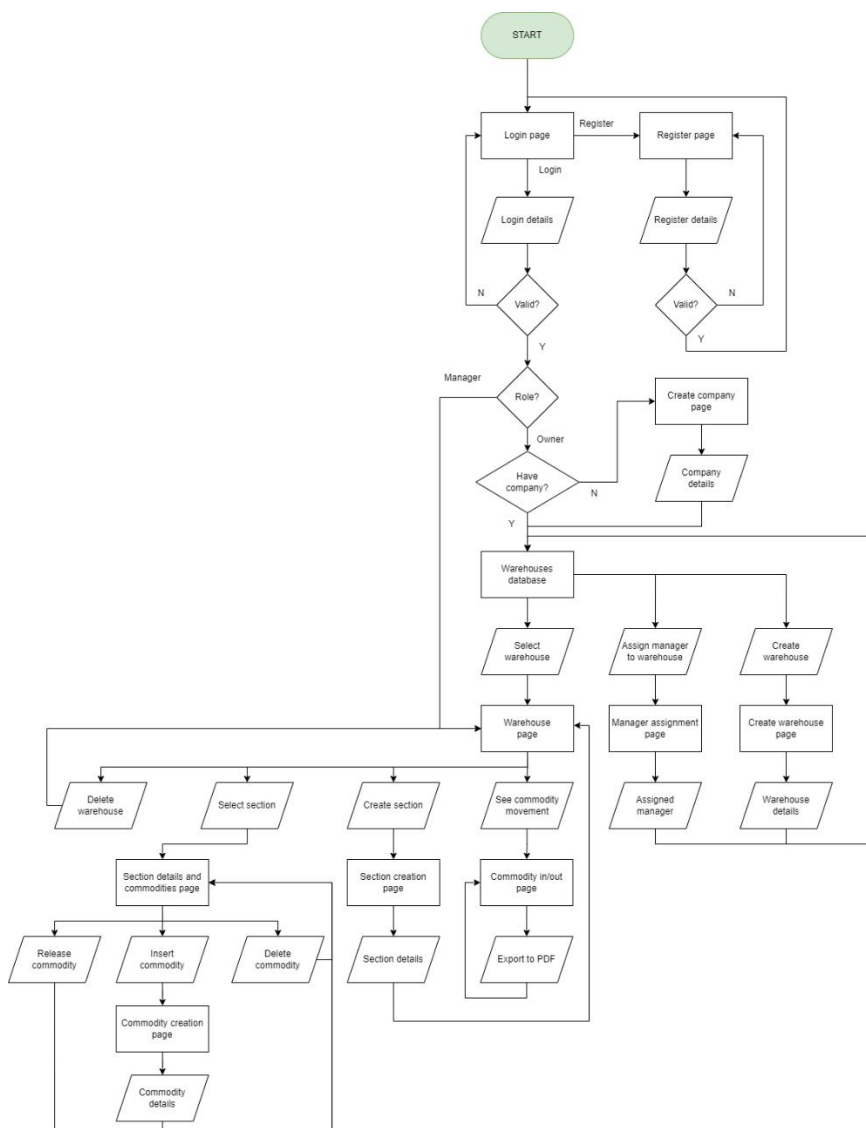 START
Login page
Register
Register page
Login
Login details
Register details
N
Valid?
Valid?
N
Y
Y
Manager
Role?
Create company
page
Owner
Have
company?
N
Company
details
Y
Warehouses
database
Select
warehouse
Assign manager
to warehouse
Create
warehouse
Warehouse
page
Manager assignment
page
Create warehouse
page
Delete
warehouse
Select section
Create section
See commodity
movement
Assigned
manager
Warehouse
details
Section details and
commodities page
Section creation
page
Commodity in/out
page
Release
commodity
Insert
commodity
Delete
commodity
Section details
Export to PDF
Commodity creation
page
Commodity
details